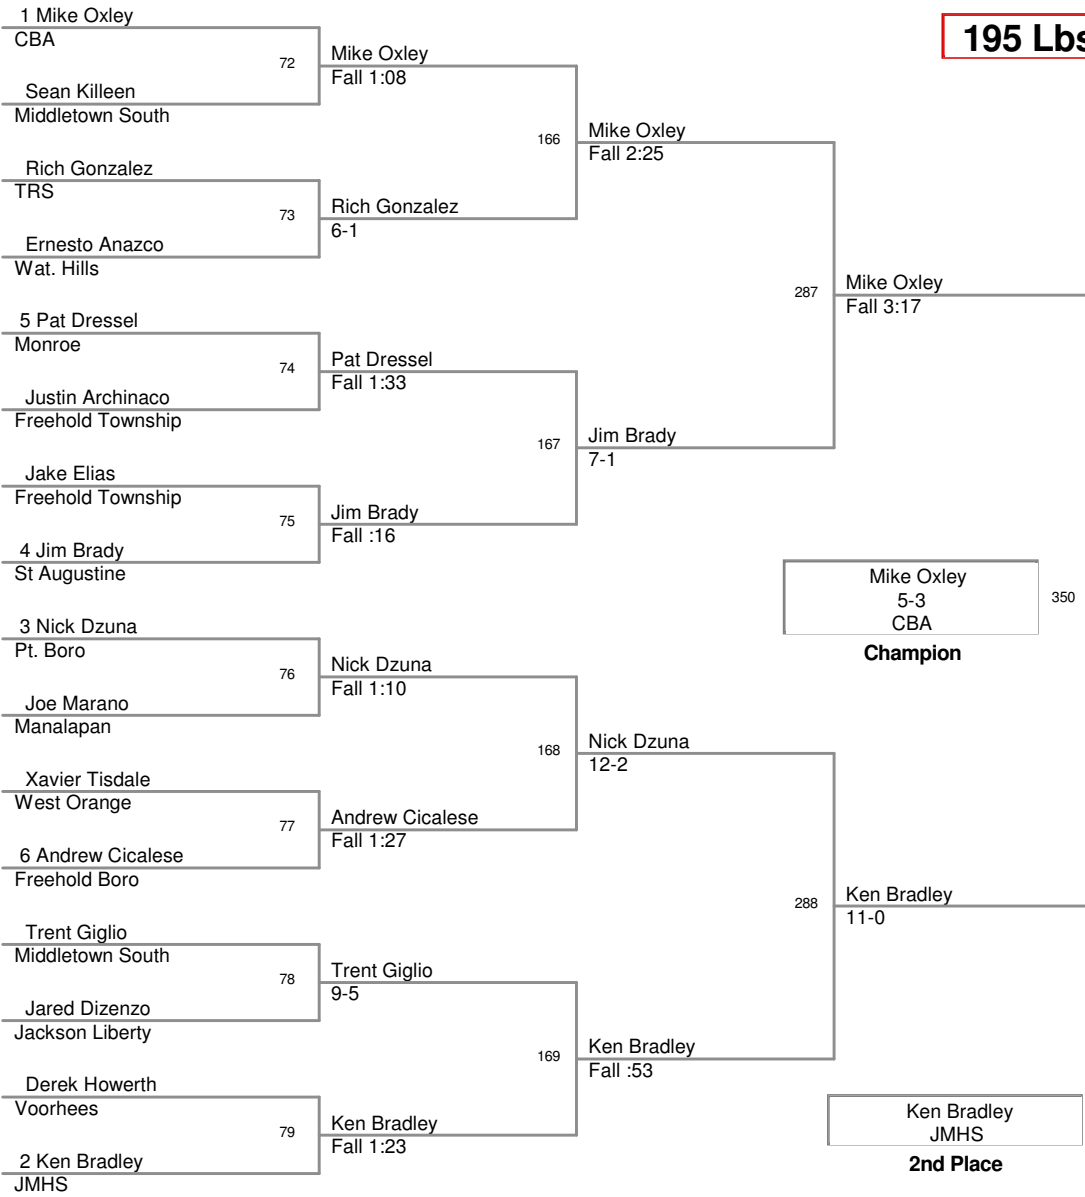 1 Mike Oxley
CBA
72
Sean Killeen
Middletown South
Mike Oxley
Fall 1:08
195 Lbs
166
Rich Gonzalez
TRS
73
Ernesto Anazco
Wat. Hills
Rich Gonzalez
6-1
Mike Oxley
Fall 2:25
287
5 Pat Dressel
Monroe
74
Justin Archinaco
Freehold Township
Pat Dressel
Fall 1:33
167
Jake Elias
Freehold Township
75
4 Jim Brady
St Augustine
Jim Brady
Fall :16
Jim Brady
7-1
Mike Oxley
Fall 3:17
Mike Oxley
5-3
CBA
350
Champion
3 Nick Dzuna
Pt. Boro
76
Joe Marano
Manalapan
Nick Dzuna
Fall 1:10
168
Xavier Tisdale
West Orange
77
6 Andrew Cicalese
Freehold Boro
Andrew Cicalese
Fall 1:27
Nick Dzuna
12-2
288
Trent Giglio
Middletown South
78
Jared Dizenzo
Jackson Liberty
Trent Giglio
9-5
169
Derek Howerth
Voorhees
79
2 Ken Bradley
JMHS
Ken Bradley
Fall 1:23
Ken Bradley
Fall :53
Ken Bradley
11-0
Ken Bradley
JMHS
2nd Place